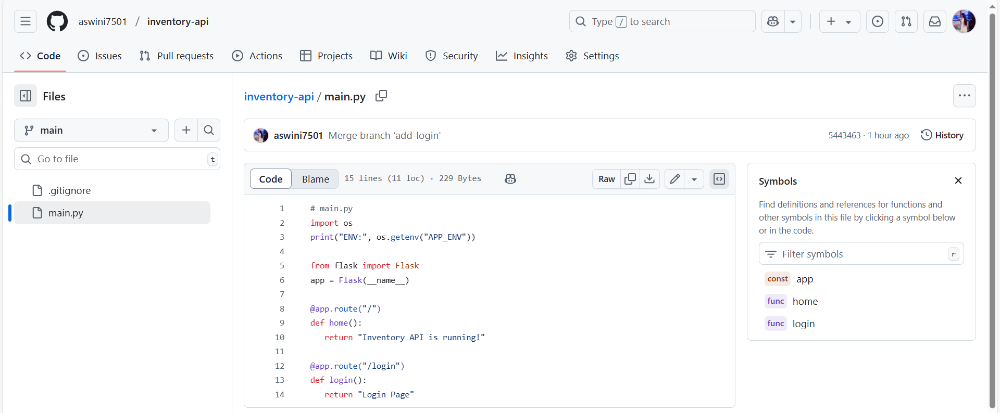 aswini7501 / inventory-api
Type / to search
Code
Issues
Pull requests
Actions
Projects
Wiki
Security
Insights
Settings
Files
main
Go to file
t
.gitignore
main.py
inventory-api / main.py
aswini7501 Merge branch 'add-login'
5443463 · 1 hour ago
History
Code
Blame
15 lines (11 loc) · 229 Bytes
Raw
1 # main.py
2 import os
3 print("ENV:", os.getenv("APP_ENV"))
4
5 from flask import Flask
6 app = Flask(__name__)
7
8 @app.route("/")
9 def home():
10 return "Inventory API is running!"
11
12 @app.route("/login")
13 def login():
14 return "Login Page"
Symbols
Find definitions and references for functions and
other symbols in this file by clicking a symbol below
or in the code.
Filter symbols
r
const app
func home
func login